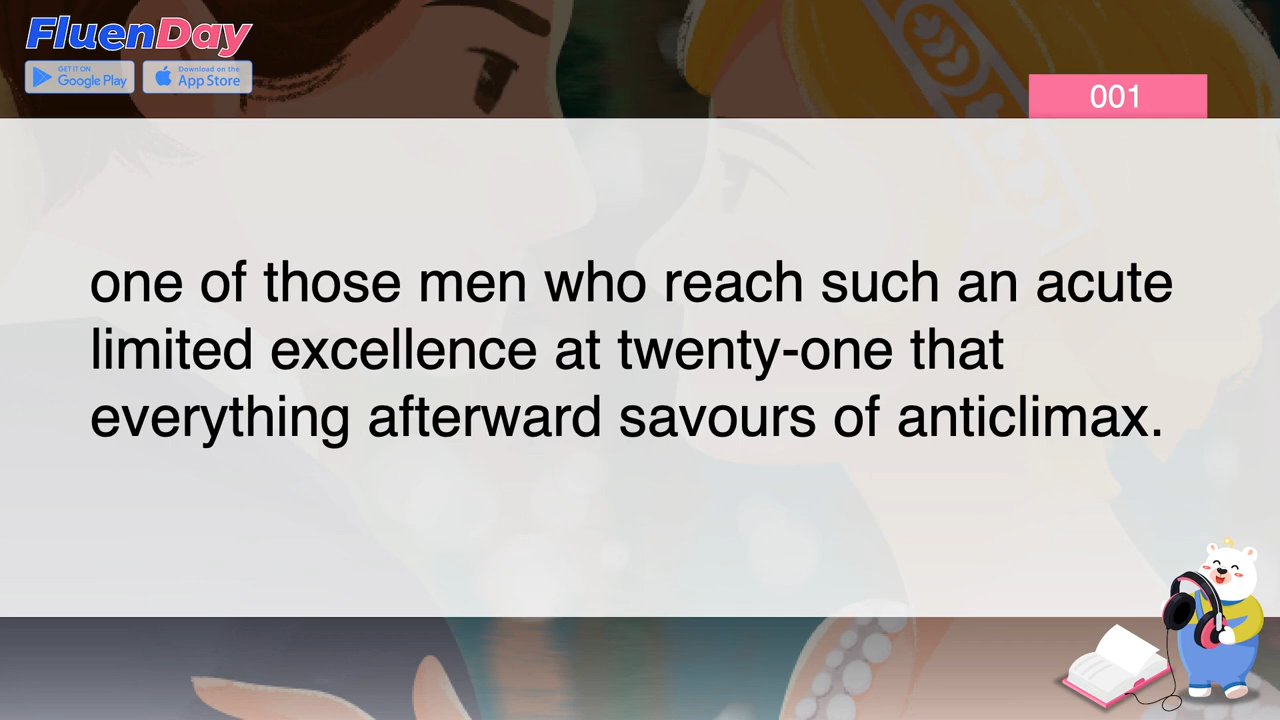 FluenDay
GET IT ON
Google Play
Download on the
App Store
001
one of those men who reach such an acute
limited excellence at twenty-one that
everything afterward savours of anticlimax.